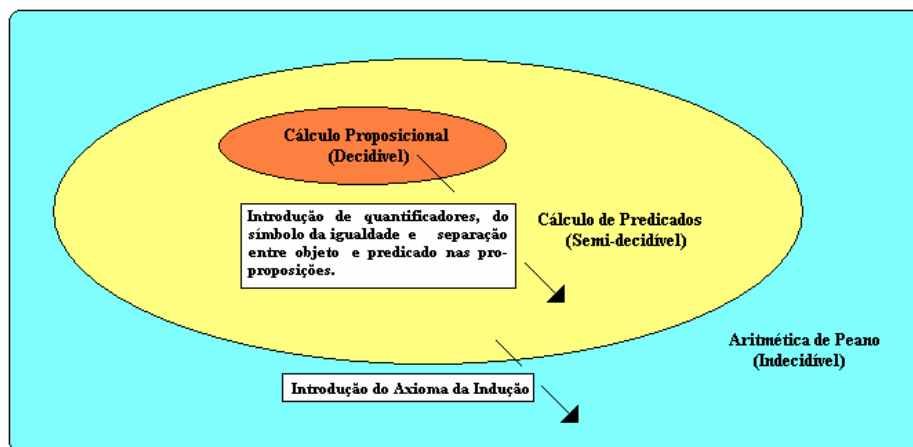 Cálculo Proposicional
(Decidivel)
Introdução de quantificadores, do
símbolo da igualdade e separação
entre objeto e predicado nas pro-
proposições.
Cálculo de Predicados
(Semi-decidível)
Aritmética de Peano
(Indecidível)
Introdução do Axioma da Indução